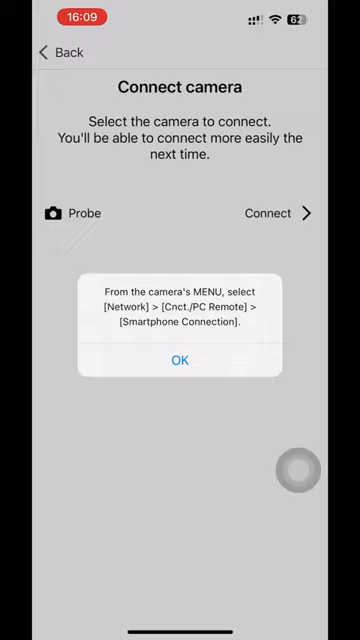 16:09
62
Back
Connect camera
Select the camera to connect.
You'll be able to connect more easily the
next time.
Probe Connect
From the camera's MENU, select
[Network] > [Cnct./PC Remote] >
[Smartphone Connection].
OK